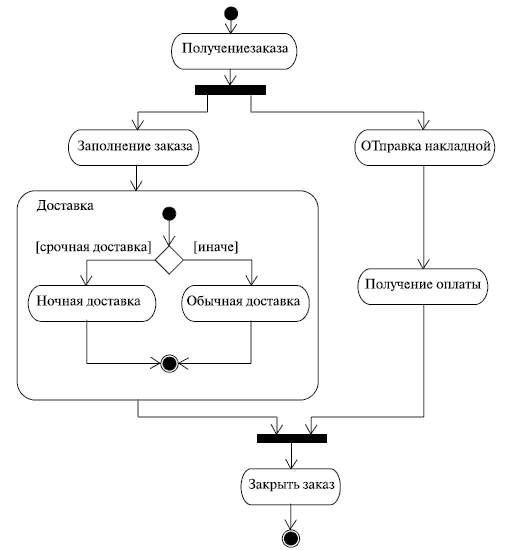 Получениезаказа
Заполнение заказа
ОТправка накладной
Доставка
[срочная доставка]
[иначе]
Ночная доставка
Обычная доставка
Получение оплаты
Закрыть заказ